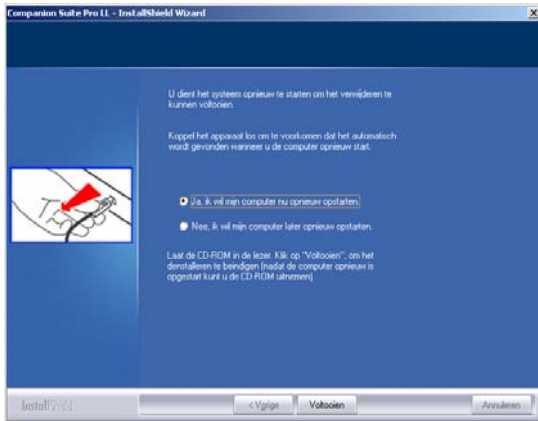 Companion Suite Pro LL - InstallShield Wizard
U dient het systeem opnieuw te starten om het verwijderen te
kunnen voltooien.
Koppel het apparaat los om te voorkomen dat het automatisch
wordt gevonden wanneer u de computer opnieuw start.
Ja, ik wil mijn computer nu opnieuw opstarten.
Nee, ik wil mijn computer later opnieuw opstarten.
Laat de CD-ROM in de lezer. Klik op "Voltooien", om het
deïnstalleren te beindigen (nadat de computer opnieuw is
opgestart kunt u de CD-ROM uitnemen)
InstallShield
< Vorige
Voltooien
Annuleren